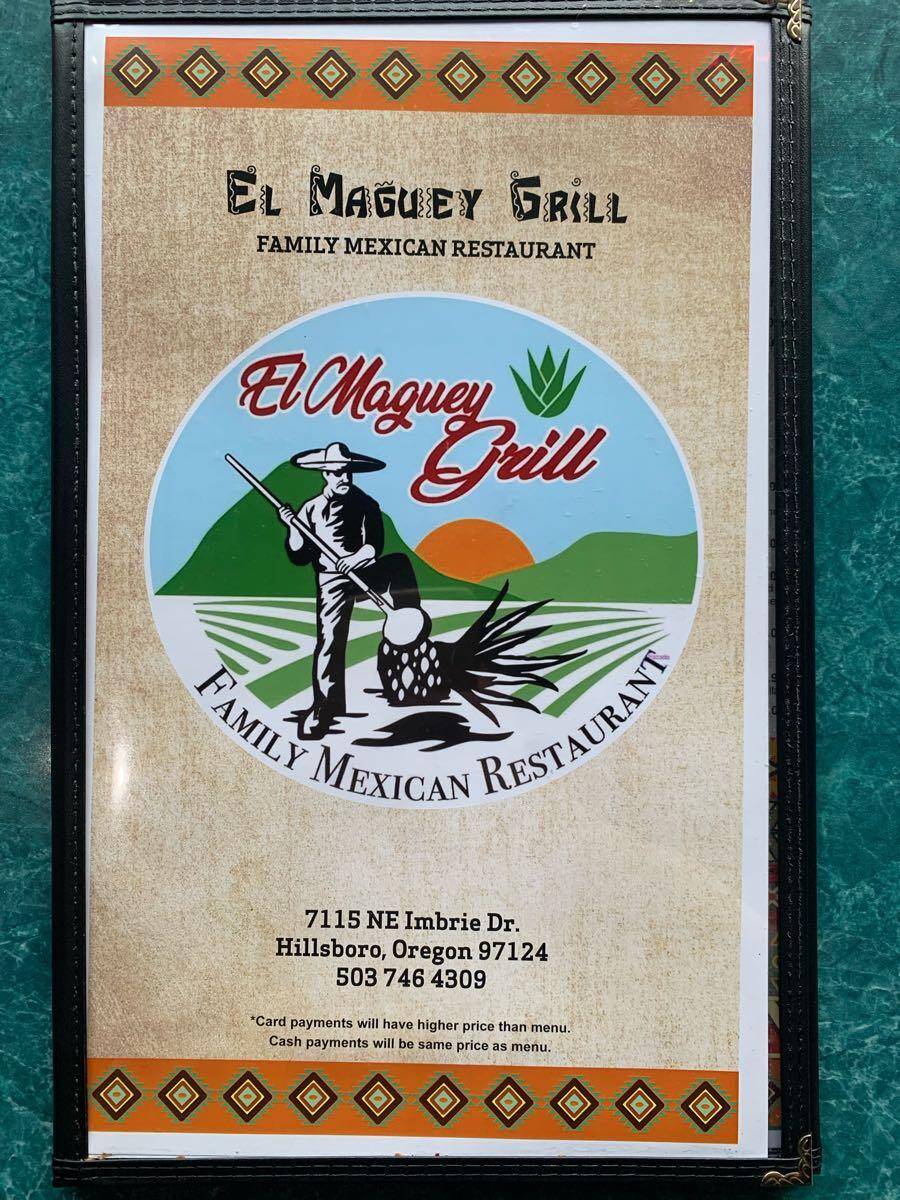 El Maguey Grill
FAMILY MEXICAN RESTAURANT
El Maguey
Grill
FAMILY MEXICAN RESTAURANT
7115 NE Imbrie Dr.
Hillsboro, Oregon 97124
503 746 4309
*Card payments will have higher price than menu.
Cash payments will be same price as menu.